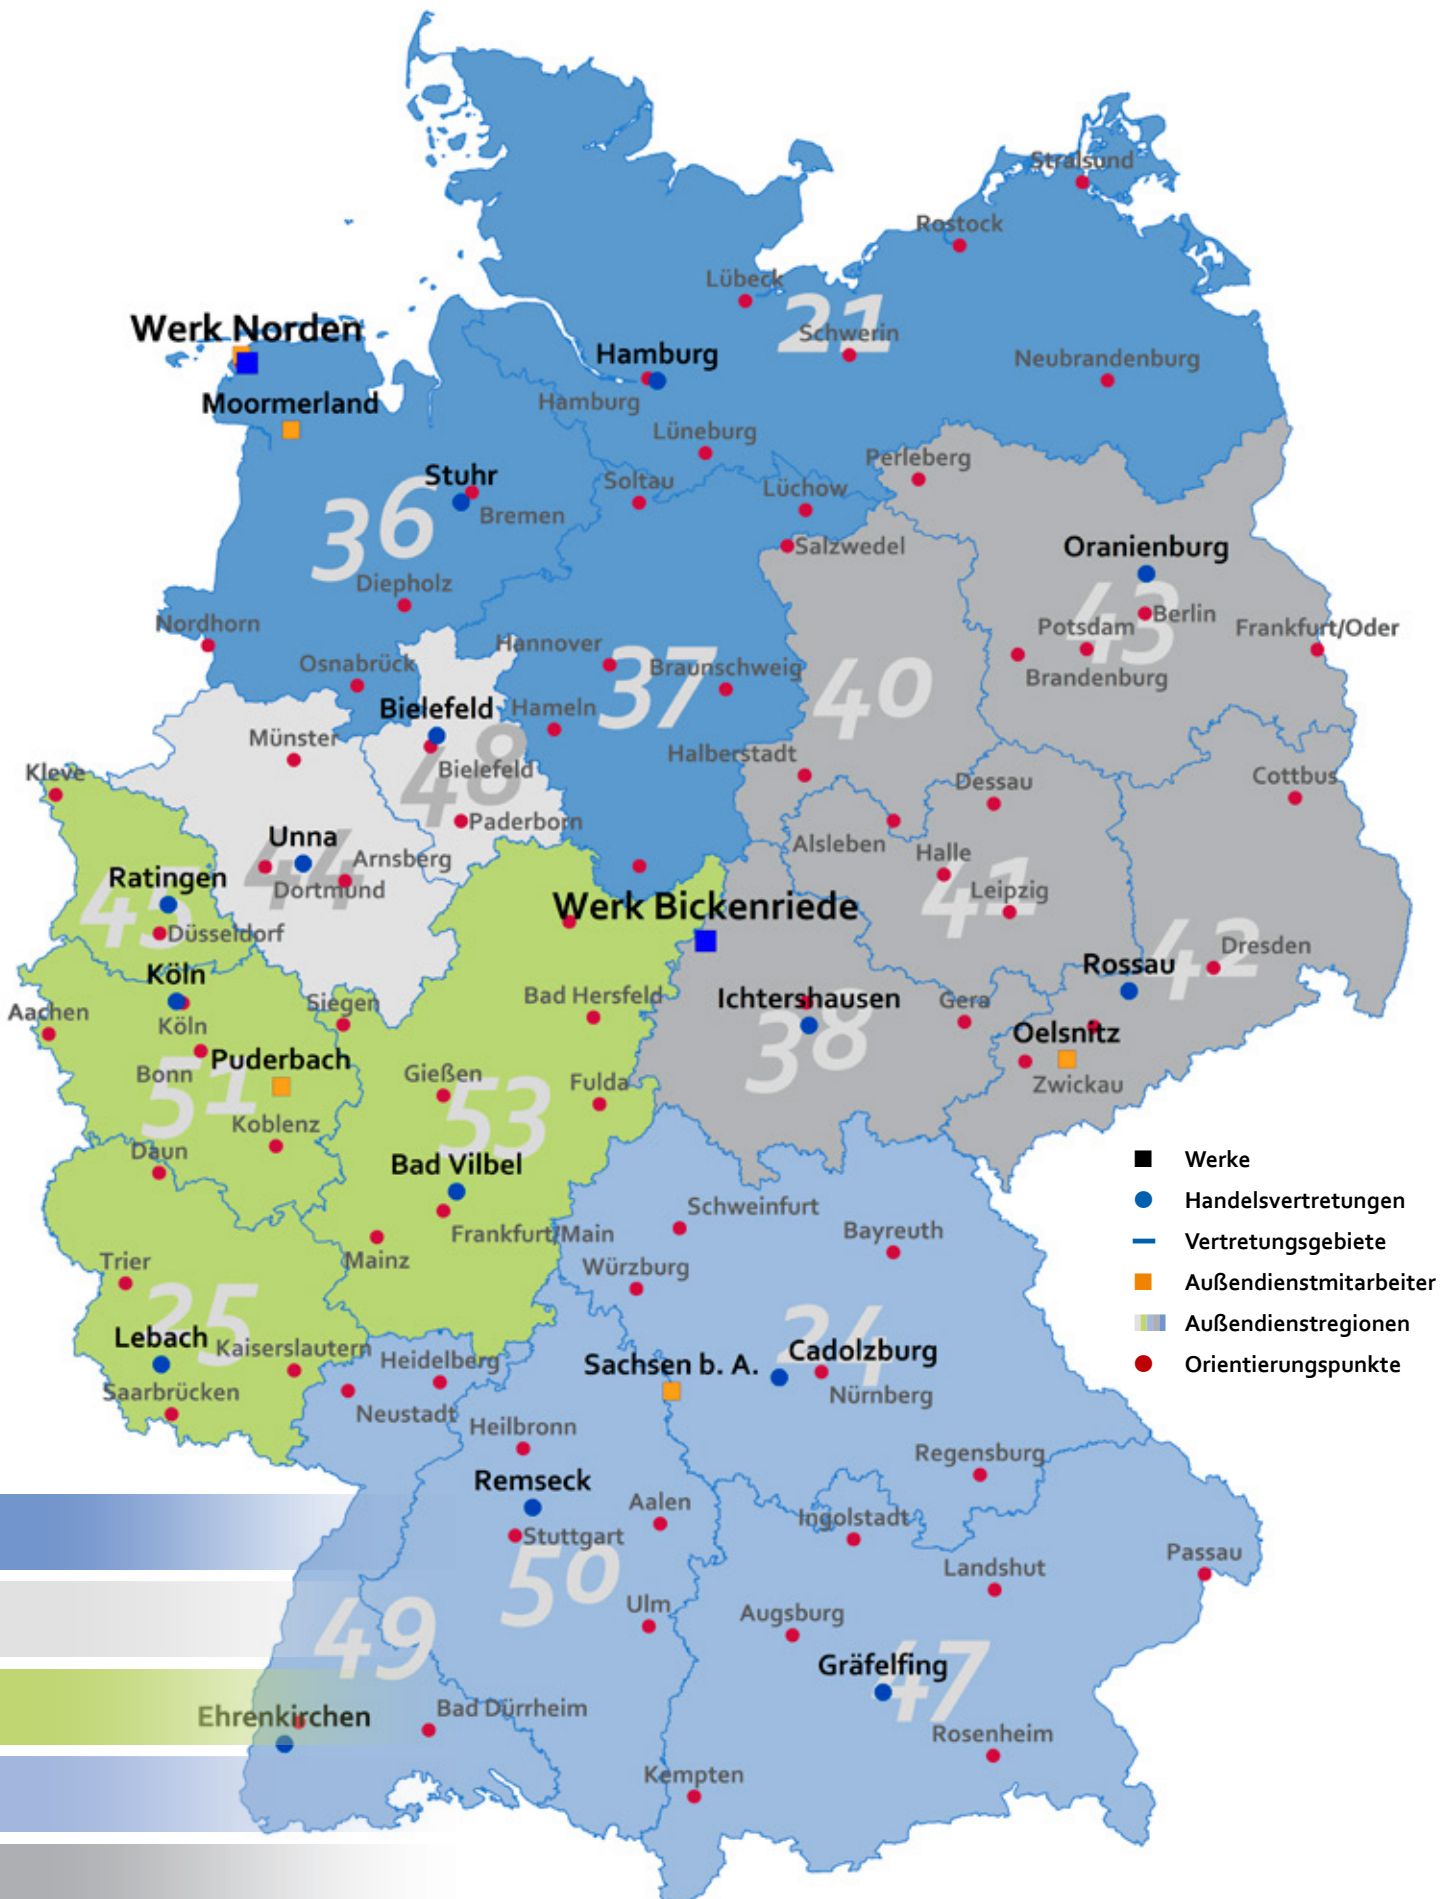 Stralsund
Rostock
Lübeck
21
Schwerin
Werk Norden
Hamburg
Neubrandenburg
Moormerland
Hamburg
Lüneburg
Perleberg
Stuhr
Soltau
Lüchow
36
Bremen
Salzwedel
Oranienburg
Diepholz
43
Berlin
Nordhorn
Potsdam
Frankfurt/Oder
Hannover
Osnabrück
37
Braunschweig
40
Brandenburg
Bielefeld
Hameln
Münster
Halberstadt
Kleve
48
Bielefeld
Dessau
Cottbus
Paderborn
Unna
Alsleben
Halle
44
Arnsberg
Ratingen
Dortmund
41
Leipzig
45
Werk Bickenriede
Düsseldorf
42
Dresden
Köln
Rossau
Siegen
Bad Hersfeld
Ichtershausen
Gera
Aachen
Köln
38
Oelsnitz
Bonn
Puderbach
Gießen
Fulda
Zwickau
51
53
Koblenz
Daun
Bad Vilbel
Werke
Handelsvertretungen
Vertretungsgebiete
Außendienstmitarbeiter
Außendienstregionen
Orientierungspunkte
Schweinfurt
Frankfurt/Main
Bayreuth
Trier
Mainz
Würzburg
25
24
Lebach
Kaiserslautern
Heidelberg
Sachsen b. A.
Cadolzburg
Saarbrücken
Neustadt
Nürnberg
Heilbronn
Regensburg
Remseck
Aalen
Ingolstadt
Stuttgart
Passau
50
Landshut
Ulm
Augsburg
49
Gräfelfing
47
Ehrenkirchen
Bad Dürrheim
Rosenheim
Kempten